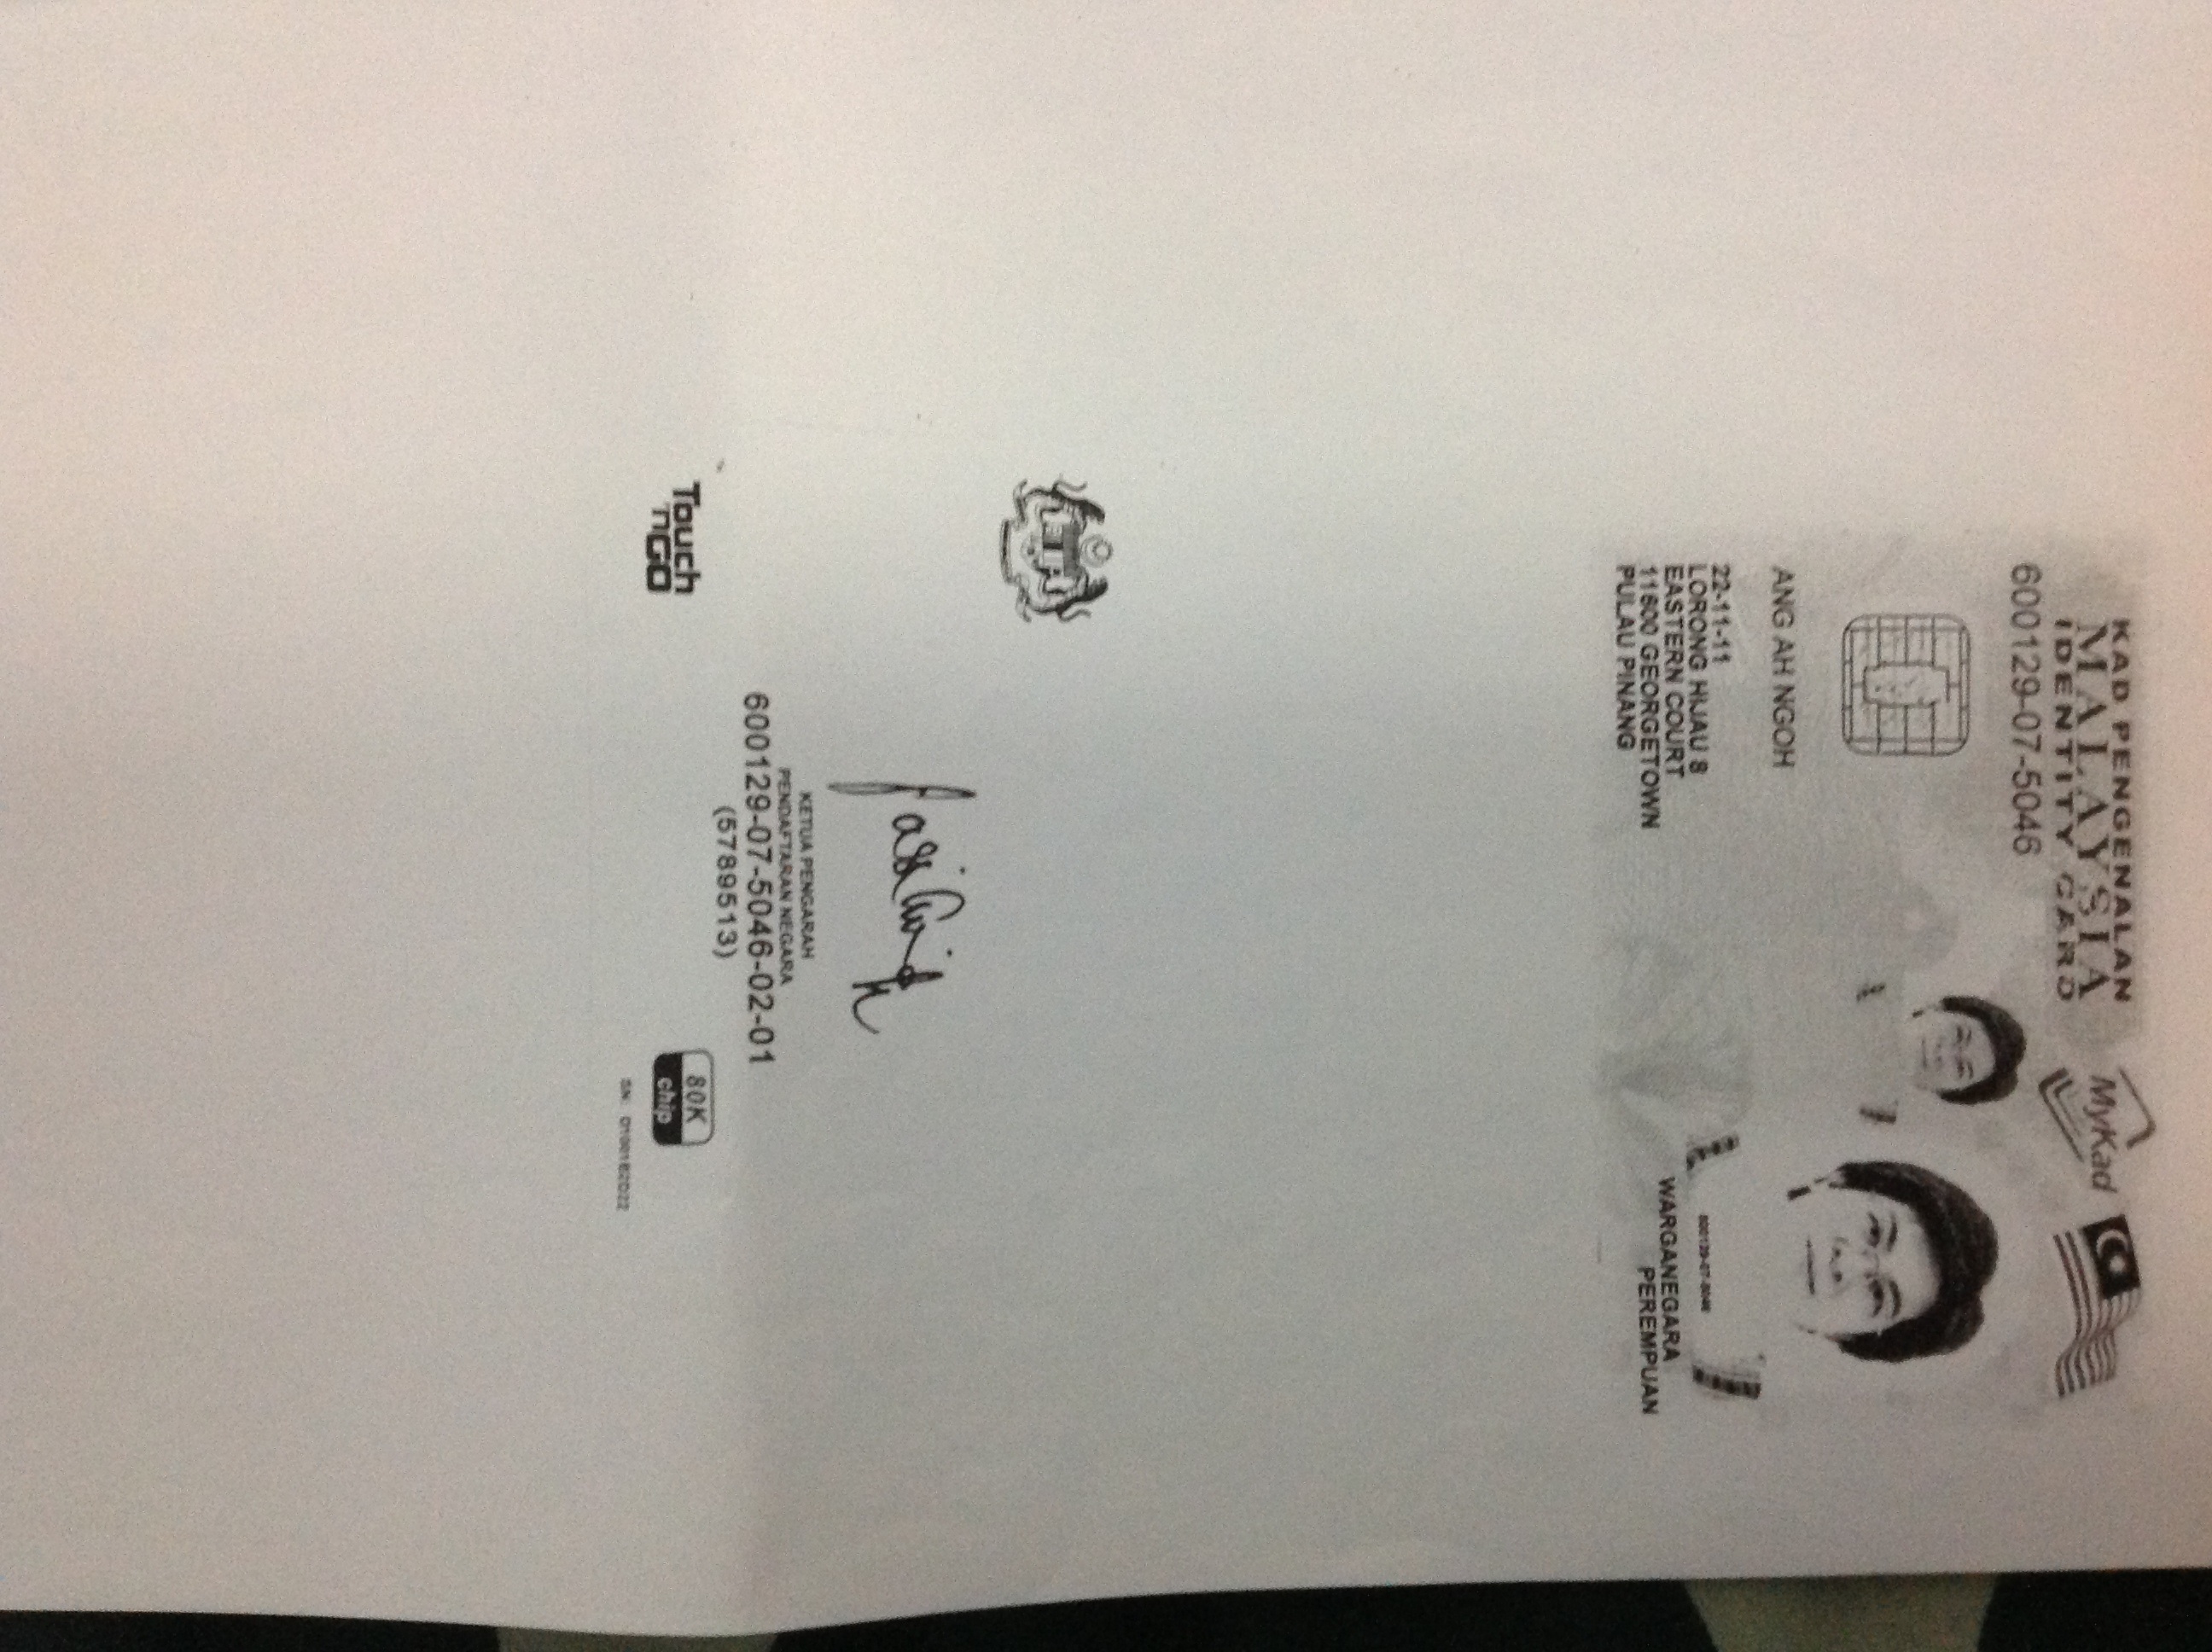 KAD PENGENALAN
MALAYSIA
IDENTITY CARD
MyKad
600129-07-5046
ANG AH NGOH
22-11-11
LORONG HIJAU 8
EASTERN COURT
11600 GEORGETOWN
PULAU PINANG
600129-07-5046
WARGANEGARA
PEREMPUAN
KETUA PENGARAH
PENDAFTARAN NEGARA
600129-07-5046-02-01
(5789513)
Touch
nGO
80K
chip
SN: